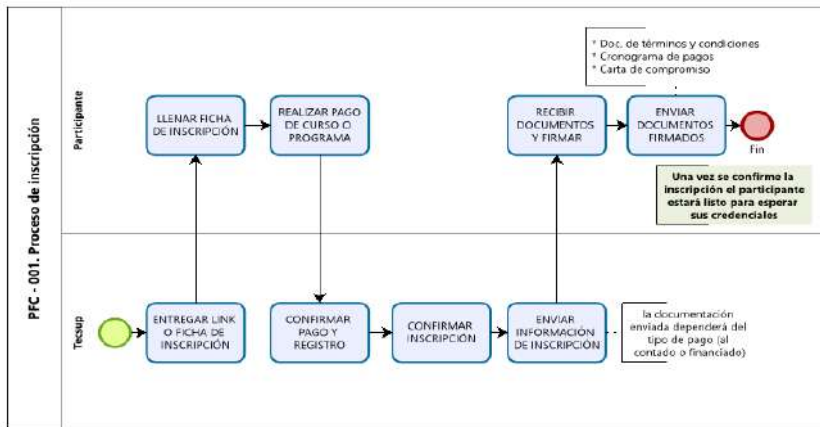 PFC - 001. Proceso de inscripción
Participante
LLENAR FICHA
DE INSCRIPCIÓN
REALIZAR PAGO
DE CURSO O
PROGRAMA
RECIBIR
DOCUMENTOS
Y FIRMAR
* Doc. de términos y condiciones
* Cronograma de pagos
* Carta de compromiso
ENVIAR
DOCUMENTOS
FIRMADOS
Fin
Una vez se confirme la
inscripción el participante
estará listo para esperar
sus credenciales
Tecsup
ENTREGAR LINK
O FICHA DE
INSCRIPCIÓN
CONFIRMAR
PAGO Y
REGISTRO
CONFIRMAR
INSCRIPCIÓN
ENVIAR
INFORMACIÓN
DE INSCRIPCIÓN
la documentación
enviada dependerá del
tipo de pago (al
contado o financiado)